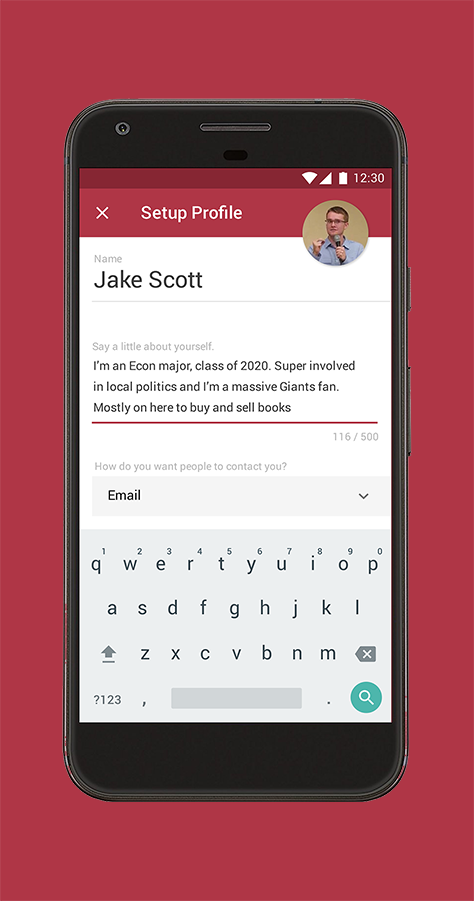 12:30
Setup Profile
Name
Jake Scott
Say a little about yourself.
I'm an Econ major, class of 2020. Super involved
in local politics and I'm a massive Giants fan.
Mostly on here to buy and sell books
116 / 500
How do you want people to contact you?
Email
1 2 3 4 5 6 7 8 9 0
q w e r t y u i o p
a s d f g h j k l
z x c v b n m
?123 , .